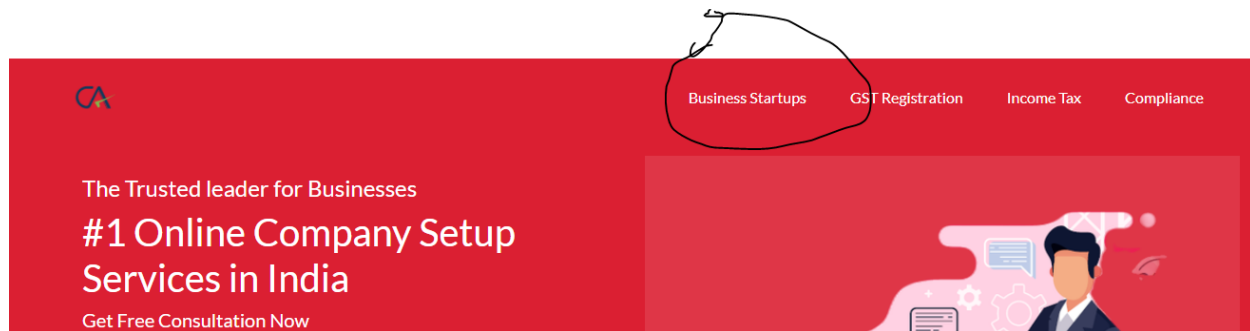 CA
Business Startups GST Registration Income Tax Compliance
The Trusted leader for Businesses
#1 Online Company Setup
Services in India
Get Free Consultation Now